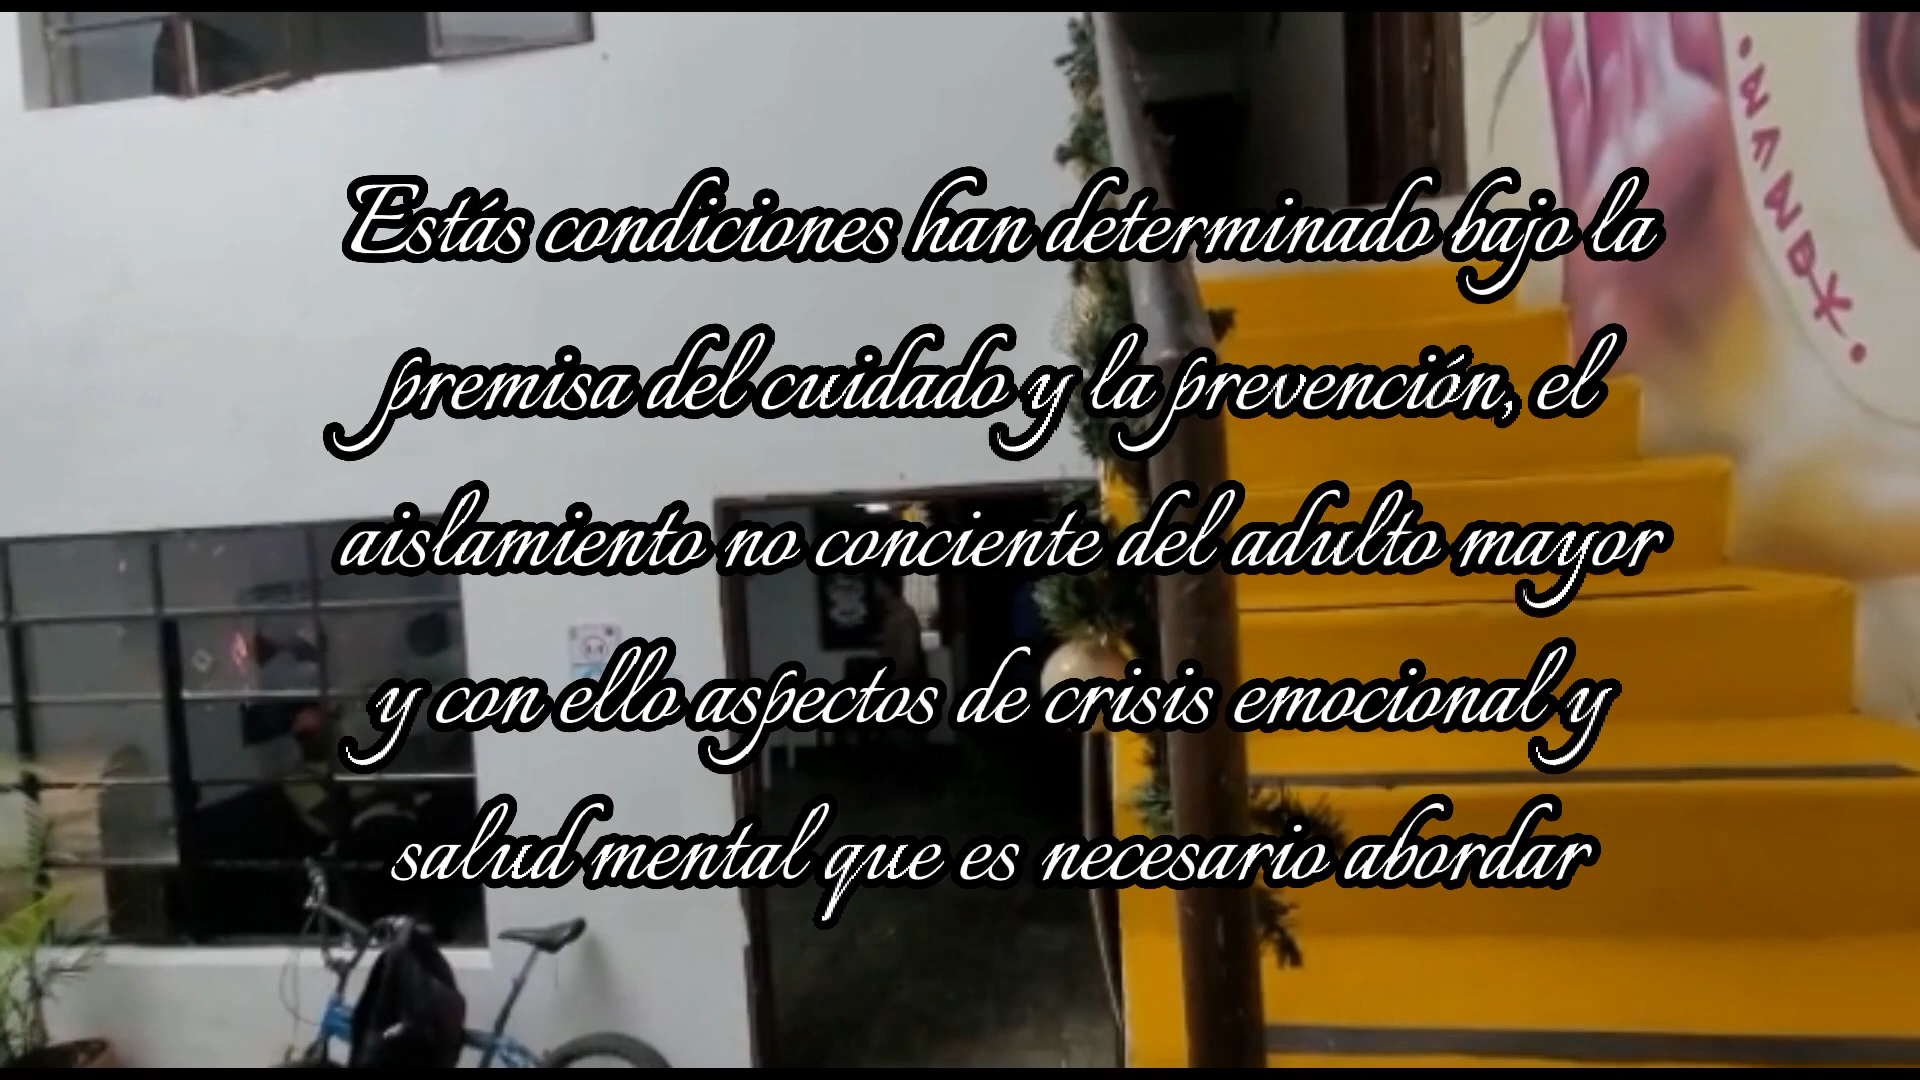 Estás condiciones han determinado bajo la
premisa del cuidado y la prevención, el
aislamiento no conciente del adulto mayor
y con ello aspectos de crisis emocional y
salud mental que es necesario abordar